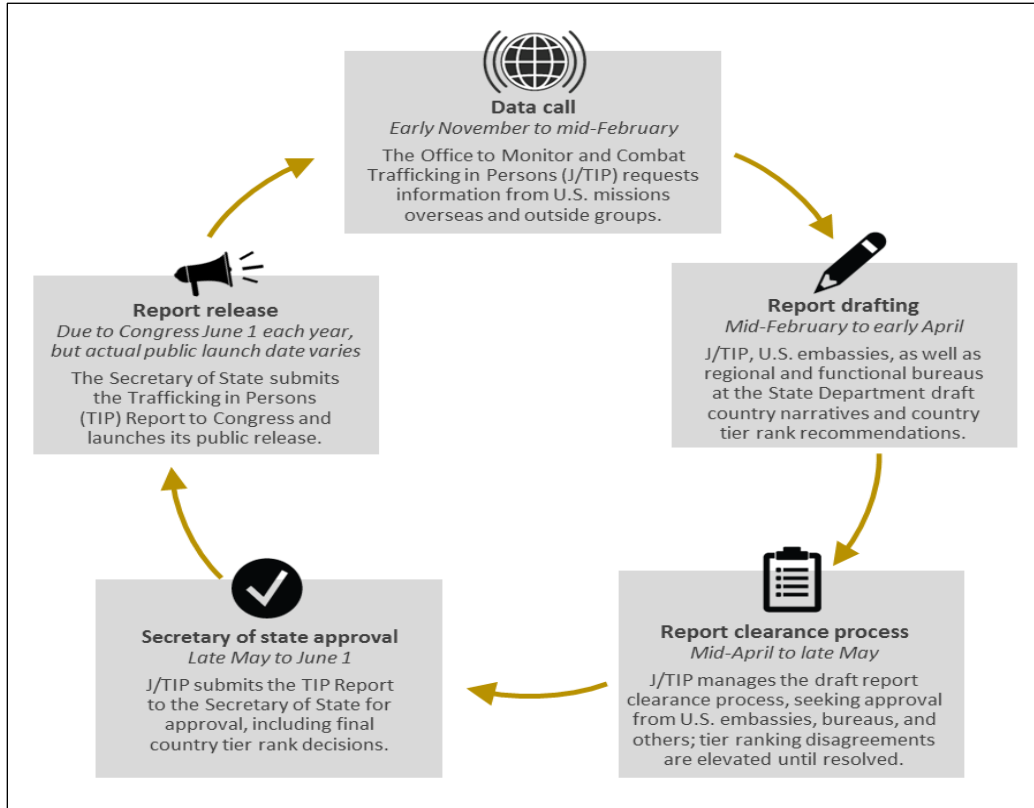 Data call
Early November to mid-February
The Office to Monitor and Combat
Trafficking in Persons (J/TIP) requests
information from U.S. missions
overseas and outside groups.
Report drafting
Mid-February to early April
J/TIP, U.S. embassies, as well as
regional and functional bureaus
at the State Department draft
country narratives and country
tier rank recommendations.
Report clearance process
Mid-April to late May
J/TIP manages the draft report
clearance process, seeking approval
from U.S. embassies, bureaus, and
others; tier ranking disagreements
are elevated until resolved.
Secretary of state approval
Late May to June 1
J/TIP submits the TIP Report
to the Secretary of State for
approval, including final
country tier rank decisions.
Report release
Due to Congress June 1 each year,
but actual public launch date varies
The Secretary of State submits
the Trafficking in Persons
(TIP) Report to Congress and
launches its public release.